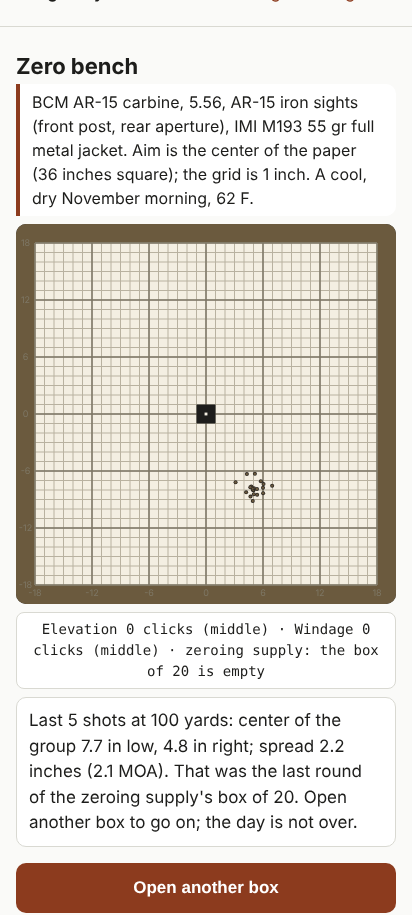 Zero bench
BCM AR-15 carbine, 5.56, AR-15 iron sights
(front post, rear aperture), IMI M193 55 gr full
metal jacket. Aim is the center of the paper
(36 inches square); the grid is 1 inch. A cool,
dry November morning, 62 F.
18
12
6
0
-6
-12
-18
-18 -12 -6 0 6 12 18
Elevation 0 clicks (middle) · Windage 0
clicks (middle) · zeroing supply: the box
of 20 is empty
Last 5 shots at 100 yards: center of the
group 7.7 in low, 4.8 in right; spread 2.2
inches (2.1 MOA). That was the last round
of the zeroing supply's box of 20. Open
another box to go on; the day is not over.
Open another box